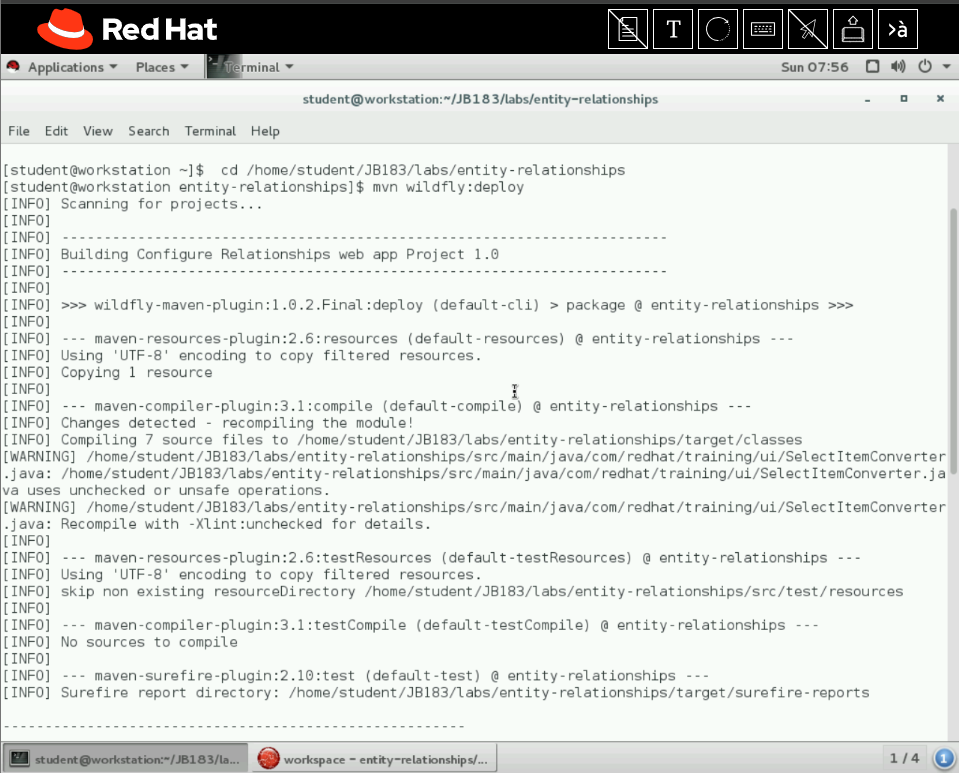 Red Hat
T
>à
Applications Places Terminal Sun 07:56
student@workstation:~/JB183/labs/entity-relationships
File Edit View Search Terminal Help
[student@workstation ~]$  cd /home/student/JB183/labs/entity-relationships
[student@workstation entity-relationships]$ mvn wildfly:deploy
[INFO] Scanning for projects...
[INFO]
[INFO] ------------------------------------------------------------------------
[INFO] Building Configure Relationships web app Project 1.0
[INFO] ------------------------------------------------------------------------
[INFO]
[INFO] >>> wildfly-maven-plugin:1.0.2.Final:deploy (default-cli) > package @ entity-relationships >>>
[INFO]
[INFO] --- maven-resources-plugin:2.6:resources (default-resources) @ entity-relationships ---
[INFO] Using 'UTF-8' encoding to copy filtered resources.
[INFO] Copying 1 resource
[INFO]
[INFO] --- maven-compiler-plugin:3.1:compile (default-compile) @ entity-relationships ---
[INFO] Changes detected - recompiling the module!
[INFO] Compiling 7 source files to /home/student/JB183/labs/entity-relationships/target/classes
[WARNING] /home/student/JB183/labs/entity-relationships/src/main/java/com/redhat/training/ui/SelectItemConverter
.java: /home/student/JB183/labs/entity-relationships/src/main/java/com/redhat/training/ui/SelectItemConverter.ja
va uses unchecked or unsafe operations.
[WARNING] /home/student/JB183/labs/entity-relationships/src/main/java/com/redhat/training/ui/SelectItemConverter
.java: Recompile with -Xlint:unchecked for details.
[INFO]
[INFO] --- maven-resources-plugin:2.6:testResources (default-testResources) @ entity-relationships ---
[INFO] Using 'UTF-8' encoding to copy filtered resources.
[INFO] skip non existing resourceDirectory /home/student/JB183/labs/entity-relationships/src/test/resources
[INFO]
[INFO] --- maven-compiler-plugin:3.1:testCompile (default-testCompile) @ entity-relationships ---
[INFO] No sources to compile
[INFO]
[INFO] --- maven-surefire-plugin:2.10:test (default-test) @ entity-relationships ---
[INFO] Surefire report directory: /home/student/JB183/labs/entity-relationships/target/surefire-reports
-------------------------------------------------------
student@workstation:~/JB183/la... workspace - entity-relationships/... 1 / 4 1